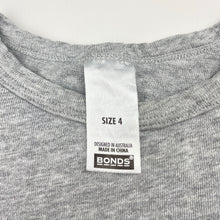 SIZE 4
DESIGNED IN AUSTRALIA
MADE IN CHINA
BONDS